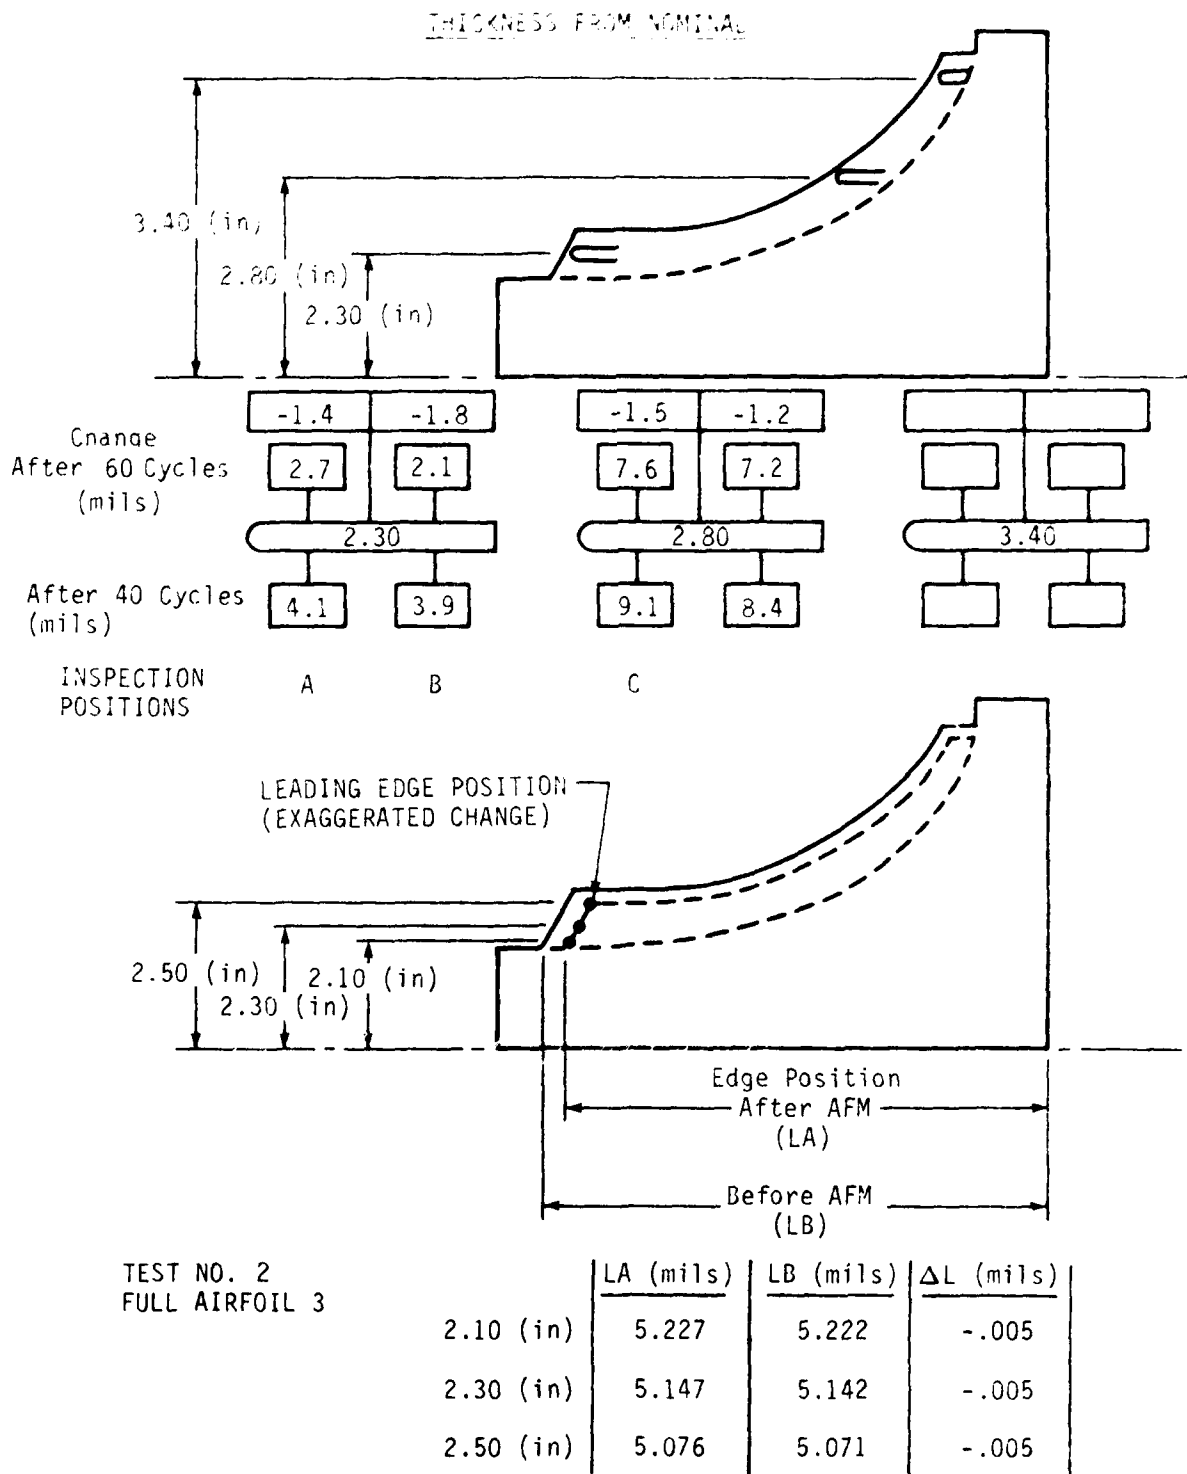 THICKNESS FROM NOMINAL
3.40 (in)
2.80 (in)
2.30 (in)
-1.4 -1.8 -1.5 -1.2
Cnange
After 60 Cycles
(mils)
2.7 2.1 7.6 7.2
2.30 2.80 3.40
After 40 Cycles
(mils)
4.1 3.9 9.1 8.4
INSPECTION
POSITIONS
A B C
LEADING EDGE POSITION
(EXAGGERATED CHANGE)
2.50 (in)
2.30 (in)
2.10 (in)
Edge Position
After AFM
(LA)
Before AFM
(LB)
TEST NO. 2
FULL AIRFOIL 3
LA (mils) LB (mils) ΔL (mils)
2.10 (in) 5.227 5.222 -.005
2.30 (in) 5.147 5.142 -.005
2.50 (in) 5.076 5.071 -.005